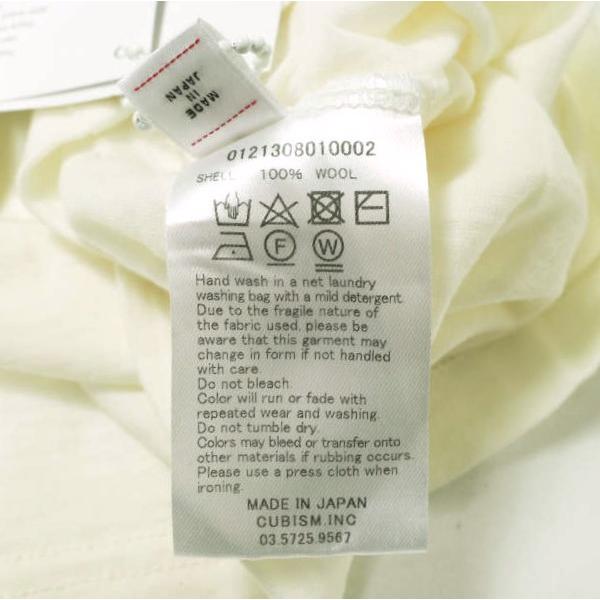 MADE
IN
JAPAN
0121308010002
SHELL 100% WOOL
F W
Hand wash in a net laundry
washing bag with a mild detergent.
Due to the fragile nature of
the fabric used, please be
aware that this garment may
change in form if not handled
with care.
Do not bleach.
Color will run or fade with
repeated wear and washing.
Do not tumble dry.
Colors may bleed or transfer onto
other materials if rubbing occurs.
Please use a press cloth when
ironing.
MADE IN JAPAN
CUBISM.INC
03.5725.9567